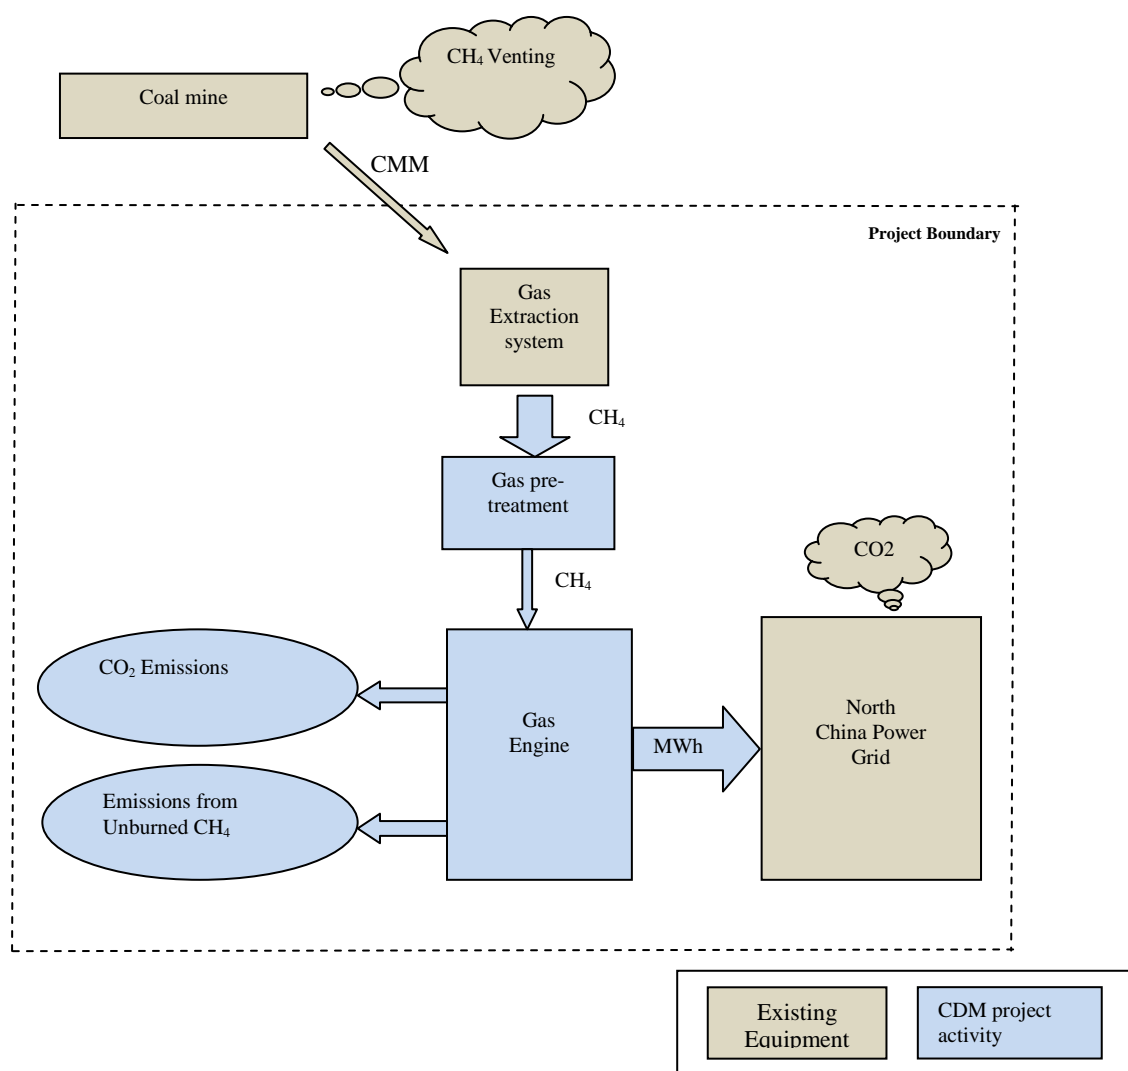 CH₄ Venting
Coal mine
CMM
Project Boundary
Gas
Extraction
system
CH₄
Gas pre-
treatment
CH₄
CO2
CO₂ Emissions
Gas
Engine
MWh
North
China Power
Grid
Emissions from
Unburned CH₄
Existing
Equipment
CDM project
activity